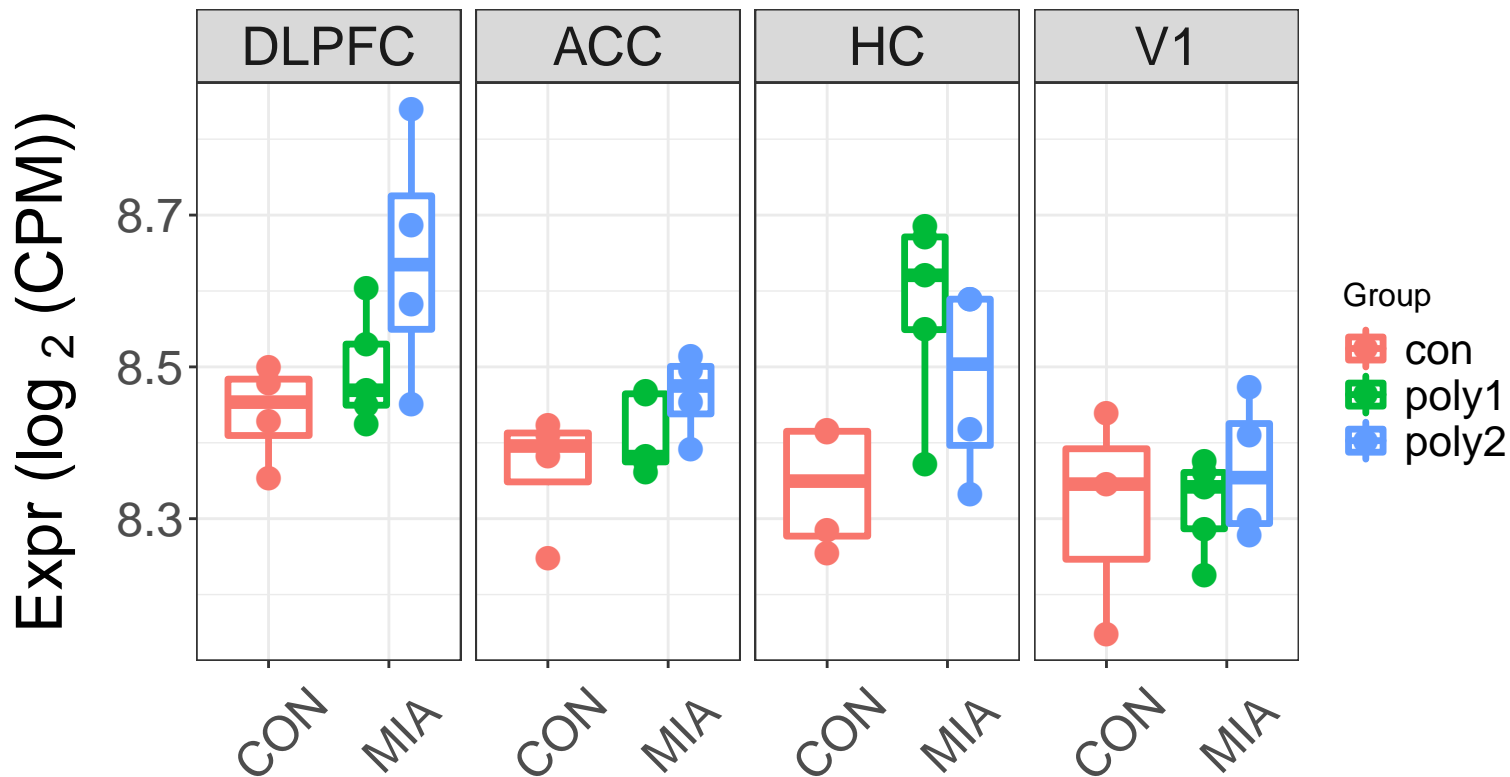 DLPFC ACC HC V1
Expr (log 2 (CPM))
8.7
8.5
8.3
CON MIA CON MIA CON MIA CON MIA
Group
con
poly1
poly2